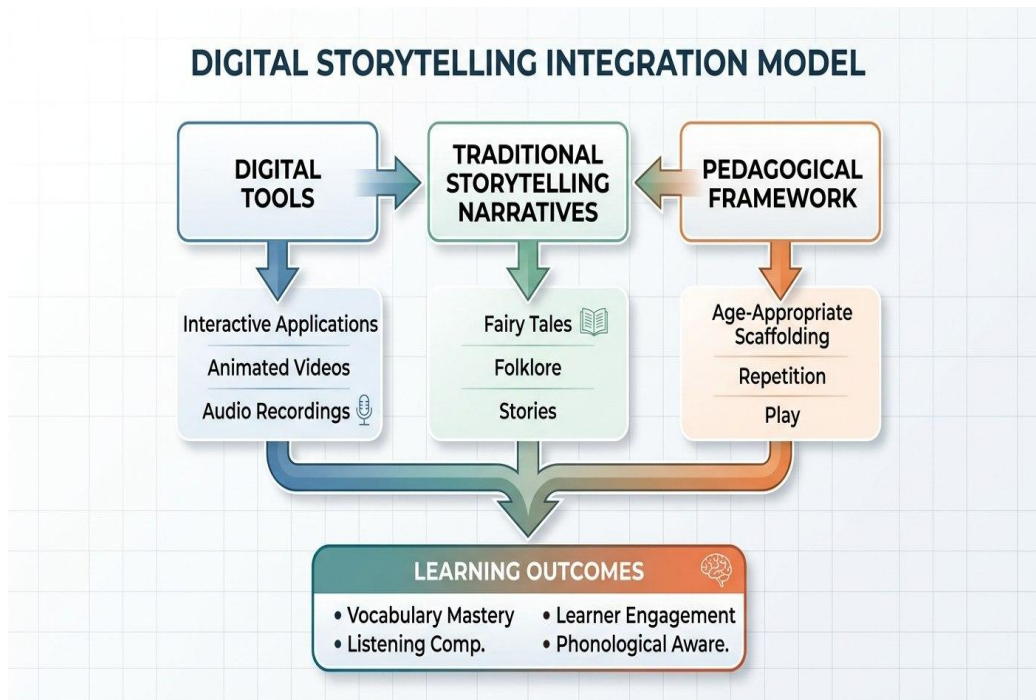 DIGITAL STORYTELLING INTEGRATION MODEL
DIGITAL
TOOLS
TRADITIONAL
STORYTELLING
NARRATIVES
PEDAGOGICAL
FRAMEWORK
Interactive Applications
Animated Videos
Audio Recordings
Fairy Tales
Folklore
Stories
Age-Appropriate
Scaffolding
Repetition
Play
LEARNING OUTCOMES
• Vocabulary Mastery
• Listening Comp.
• Learner Engagement
• Phonological Aware.